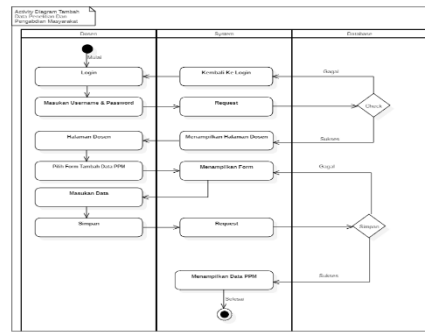 Activity Diagram Tambah
Data Penelitian Dan
Pengabdian Masyarakat
Dosen
System
Database
Mulai
Login
Kembali Ke Login
Gagal
Masukan Username & Password
Request
Check
Sukses
Halaman Dosen
Menampilkan Halaman Dosen
Pilih Form Tambah Data PPM
Menampilkan Form
Gagal
Masukan Data
Simpan
Request
Simpan
Menampilkan Data PPM
Sukses
Selesai